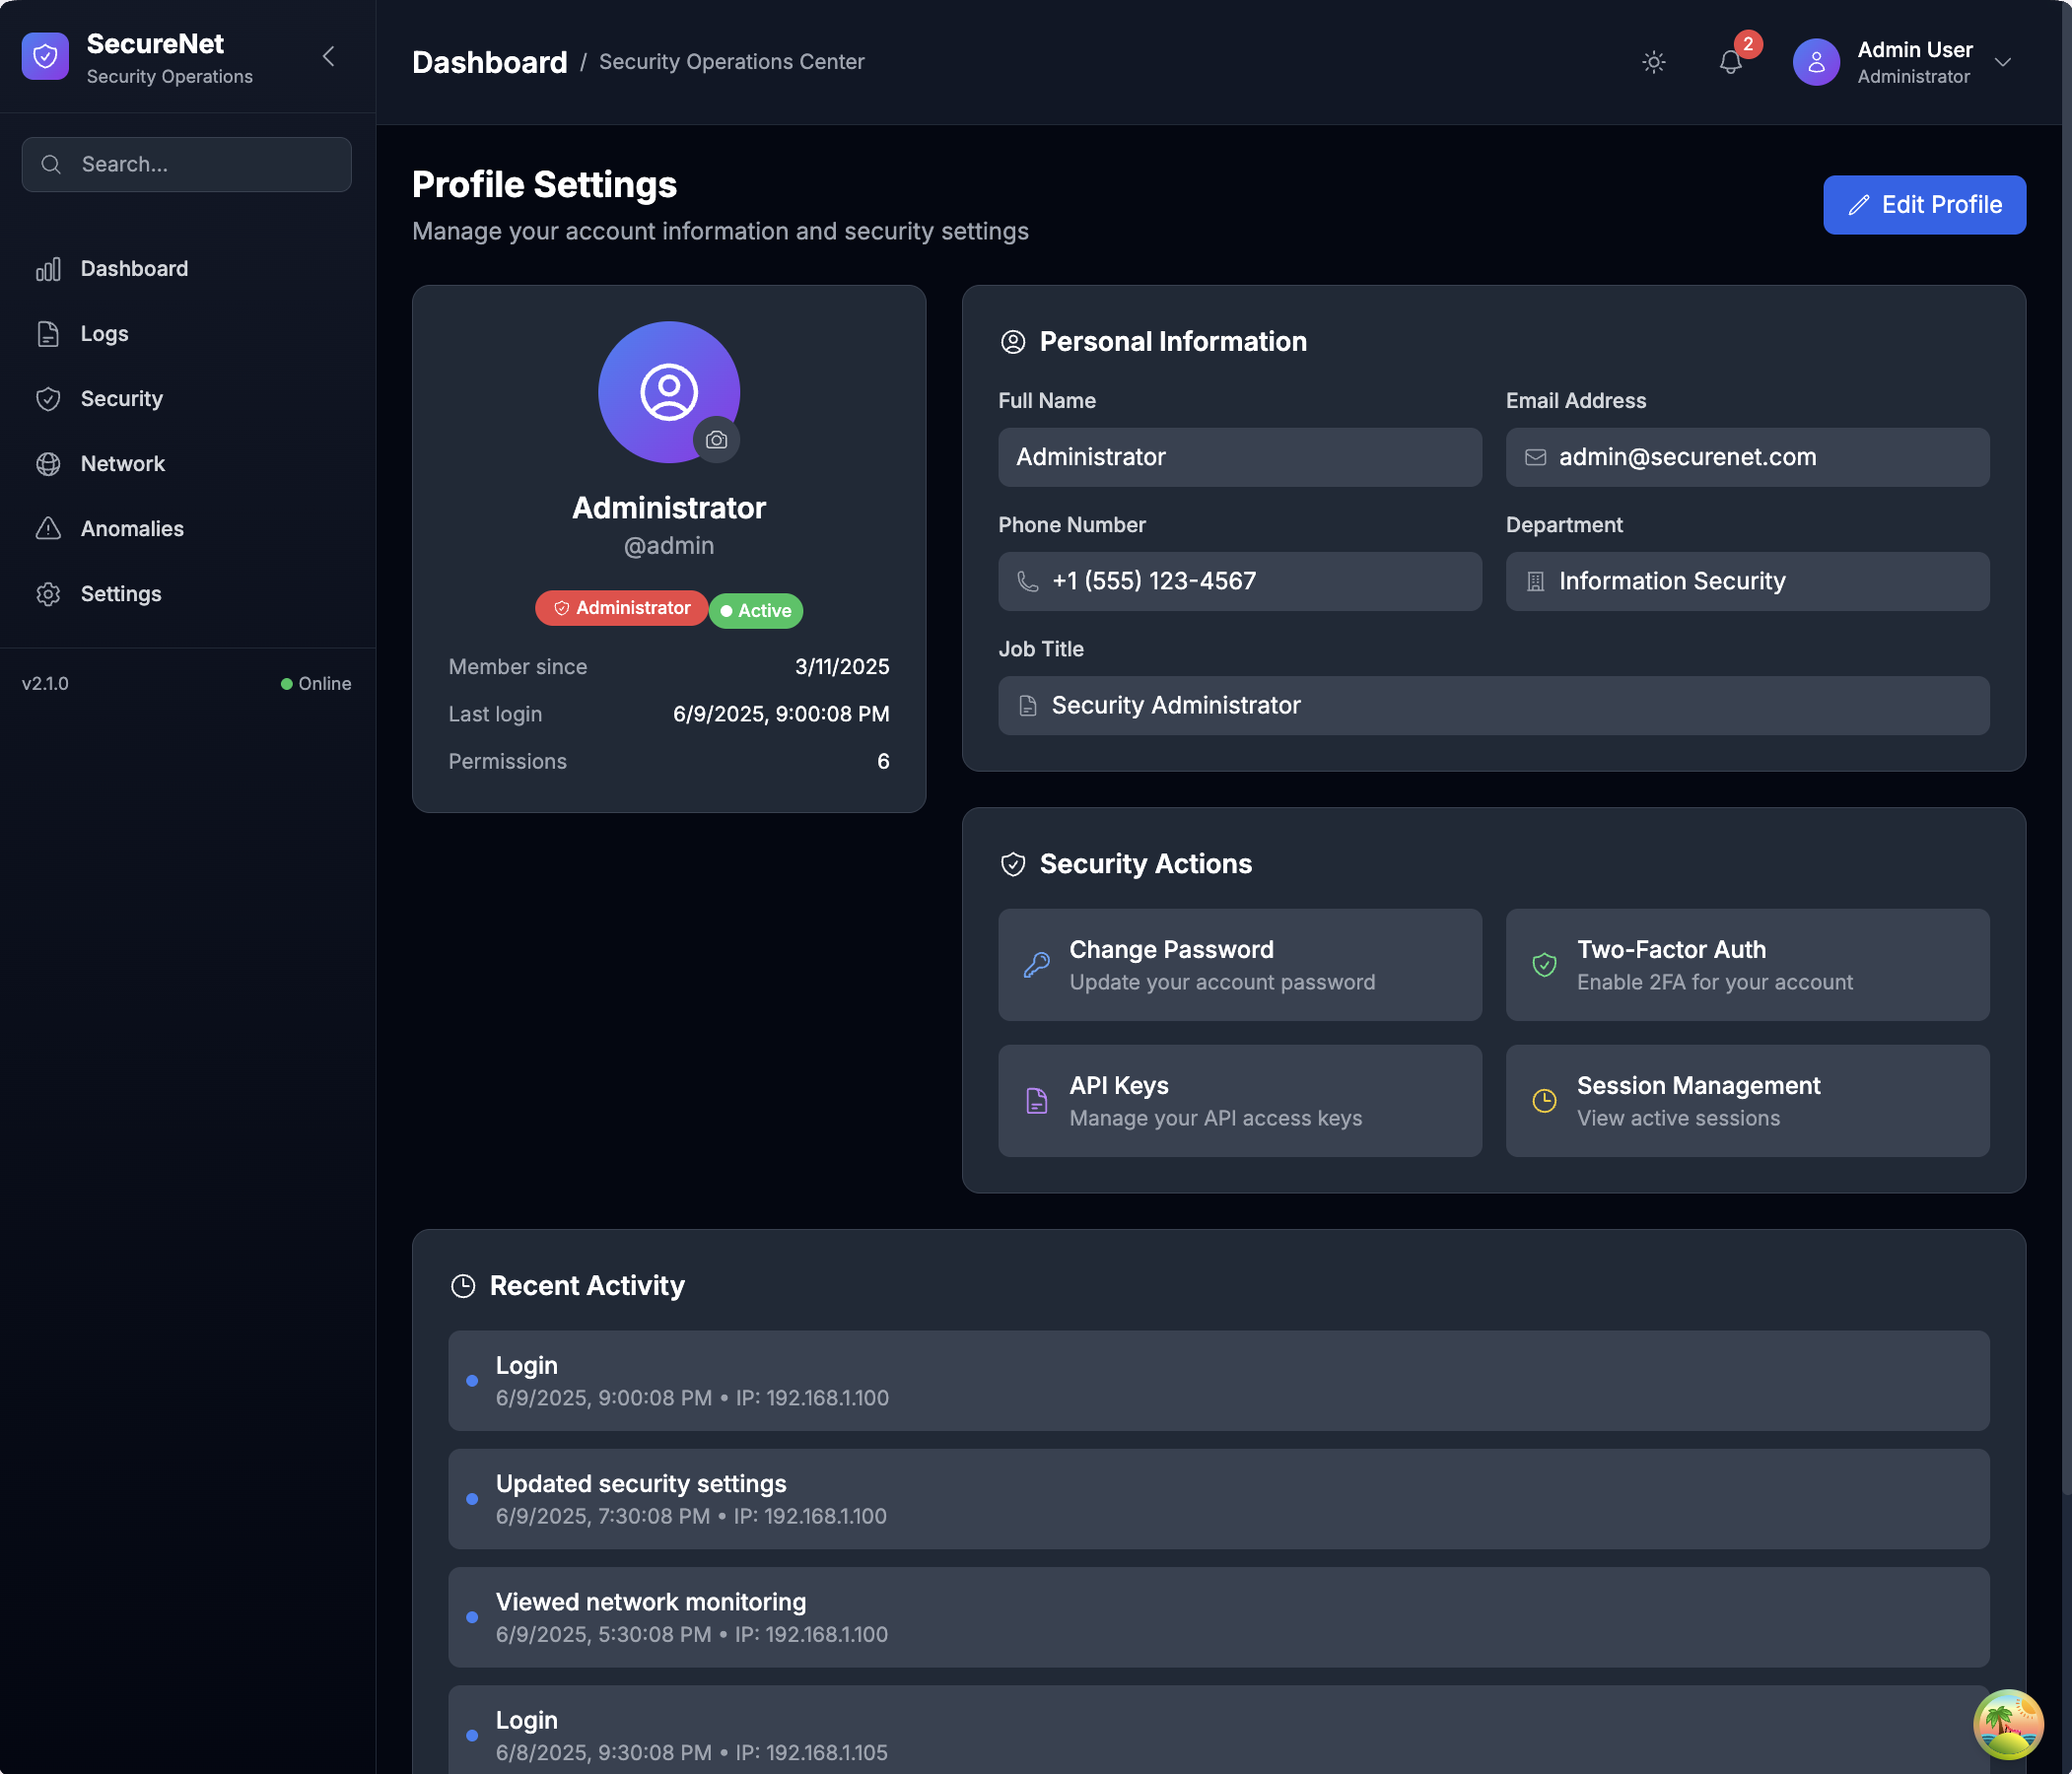 SecureNet
Security Operations
Search...
Dashboard
Logs
Security
Network
Anomalies
Settings
v2.1.0
Online
Dashboard / Security Operations Center
2
Admin User
Administrator
Profile Settings
Manage your account information and security settings
Edit Profile
Administrator
@admin
Administrator
Active
Member since 3/11/2025
Last login 6/9/2025, 9:00:08 PM
Permissions 6
Personal Information
Full Name
Administrator
Email Address
admin@securenet.com
Phone Number
+1 (555) 123-4567
Department
Information Security
Job Title
Security Administrator
Security Actions
Change Password
Update your account password
Two-Factor Auth
Enable 2FA for your account
API Keys
Manage your API access keys
Session Management
View active sessions
Recent Activity
Login
6/9/2025, 9:00:08 PM • IP: 192.168.1.100
Updated security settings
6/9/2025, 7:30:08 PM • IP: 192.168.1.100
Viewed network monitoring
6/9/2025, 5:30:08 PM • IP: 192.168.1.100
Login
6/8/2025, 9:30:08 PM • IP: 192.168.1.105